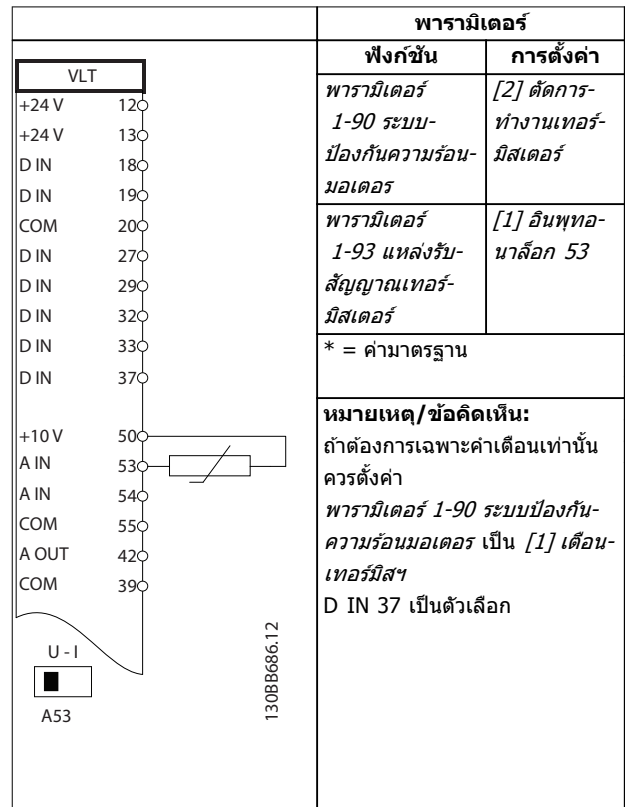 พารามิเตอร์
ฟังก์ชัน การตั้งค่า
พารามิเตอร์ [2] ตัดการ-
1-90 ระบบ- ทำงานเทอร์-
ป้องกันความร้อน- มิสเตอร์
มอเตอร
พารามิเตอร์ [1] อินพุทอ-
1-93 แหล่งรับ- นาล็อก 53
สัญญาณเทอร์-
มิสเตอร์
* = ค่ามาตรฐาน
หมายเหตุ/ข้อคิดเห็น:
ถ้าต้องการเฉพาะคำเตือนเท่านั้น
ควรตั้งค่า
พารามิเตอร์ 1-90 ระบบป้องกัน-
ความร้อนมอเตอร เป็น [1] เตือน-
เทอร์มิสฯ
D IN 37 เป็นตัวเลือก
VLT
+24 V 12
+24 V 13
D IN 18
D IN 19
COM 20
D IN 27
D IN 29
D IN 32
D IN 33
D IN 37
+10 V 50
A IN 53
A IN 54
COM 55
A OUT 42
COM 39
U - I
A53
130BB686.12